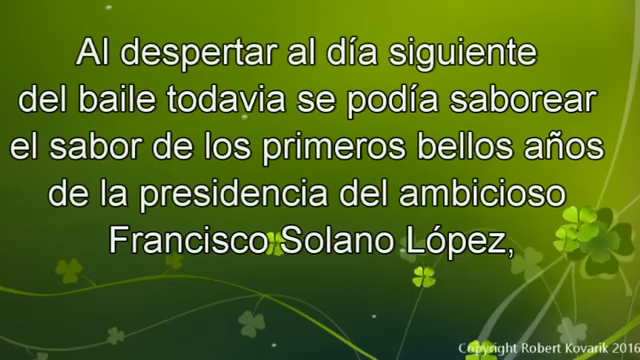 Al despertar al día siguiente
del baile todavia se podía saborear
el sabor de los primeros bellos años
de la presidencia del ambicioso
Francisco Solano López,
Copyright Robert Kovarik 2016